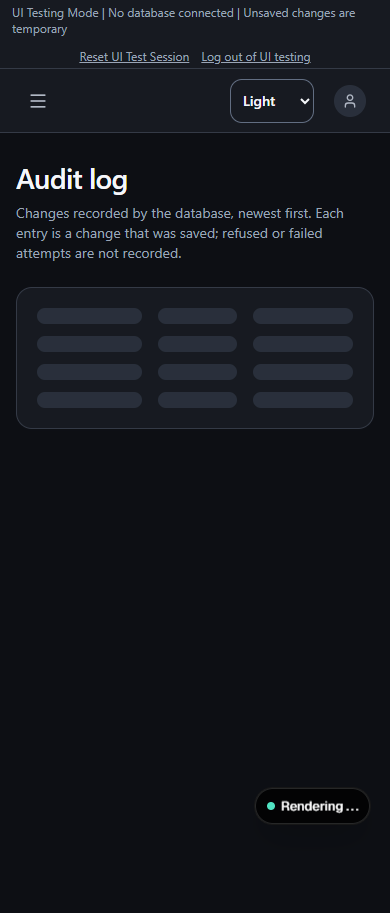 UI Testing Mode | No database connected | Unsaved changes are
temporary
Reset UI Test Session Log out of UI testing
Light
Audit log
Changes recorded by the database, newest first. Each
entry is a change that was saved; refused or failed
attempts are not recorded.
Rendering ...